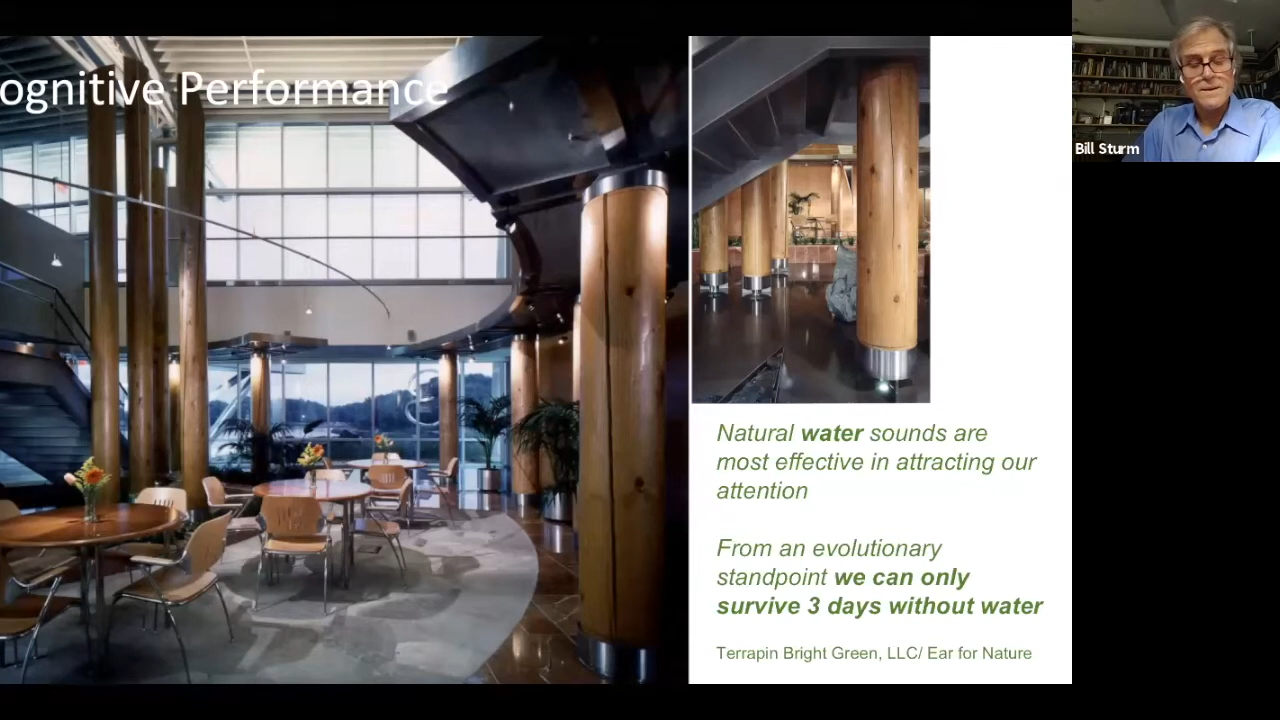 ognitive Performance
Bill Sturm
Natural water sounds are
most effective in attracting our
attention
From an evolutionary
standpoint we can only
survive 3 days without water
Terrapin Bright Green, LLC/ Ear for Nature